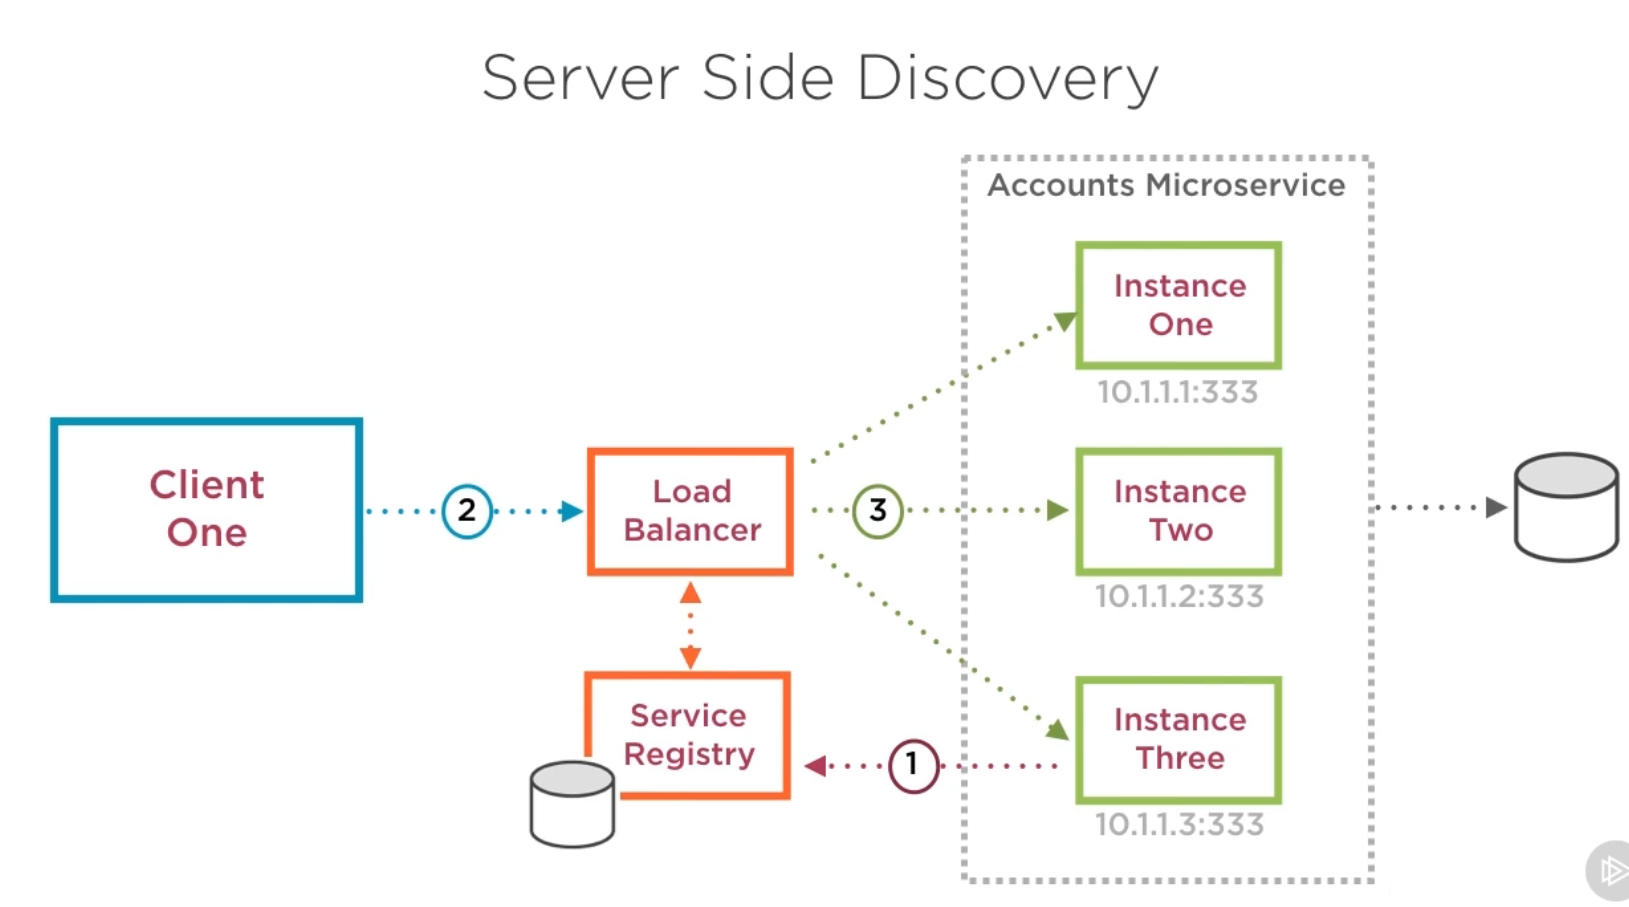 Server Side Discovery
Accounts Microservice
Instance
One
10.1.1.1:333
Client
One
2
Load
Balancer
3
Instance
Two
10.1.1.2:333
Service
Registry
1
Instance
Three
10.1.1.3:333